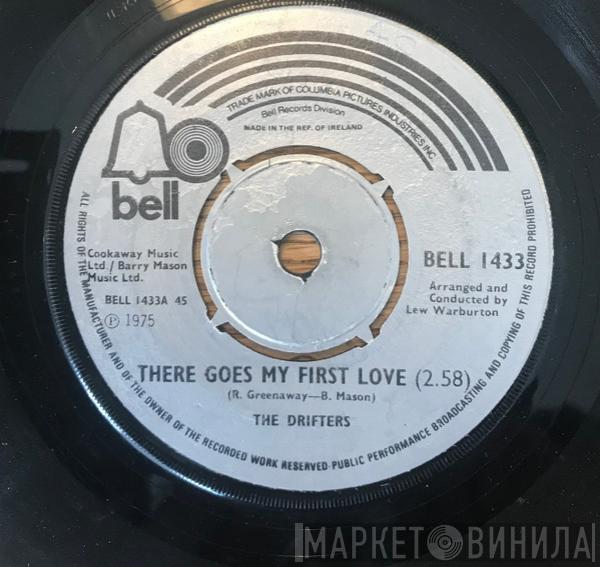 TRADE MARK OF COLUMBIA PICTURES INDUSTRIES INC.
Bell Records Division
MADE IN THE REP. OF IRELAND
bell
Cookaway Music
Ltd./Barry Mason
Music Ltd.
BELL 1433A 45
Ⓟ 1975
BELL 1433
Arranged and
Conducted by
Lew Warburton
THERE GOES MY FIRST LOVE (2.58)
(R. Greenaway—B. Mason)
THE DRIFTERS
ALL RIGHTS OF THE MANUFACTURER AND OF THE OWNER OF THE RECORDED WORK RESERVED-PUBLIC PERFORMANCE BROADCASTING AND COPYING OF THIS RECORD PROHIBITED
МАРКЕТ ВИНИЛА